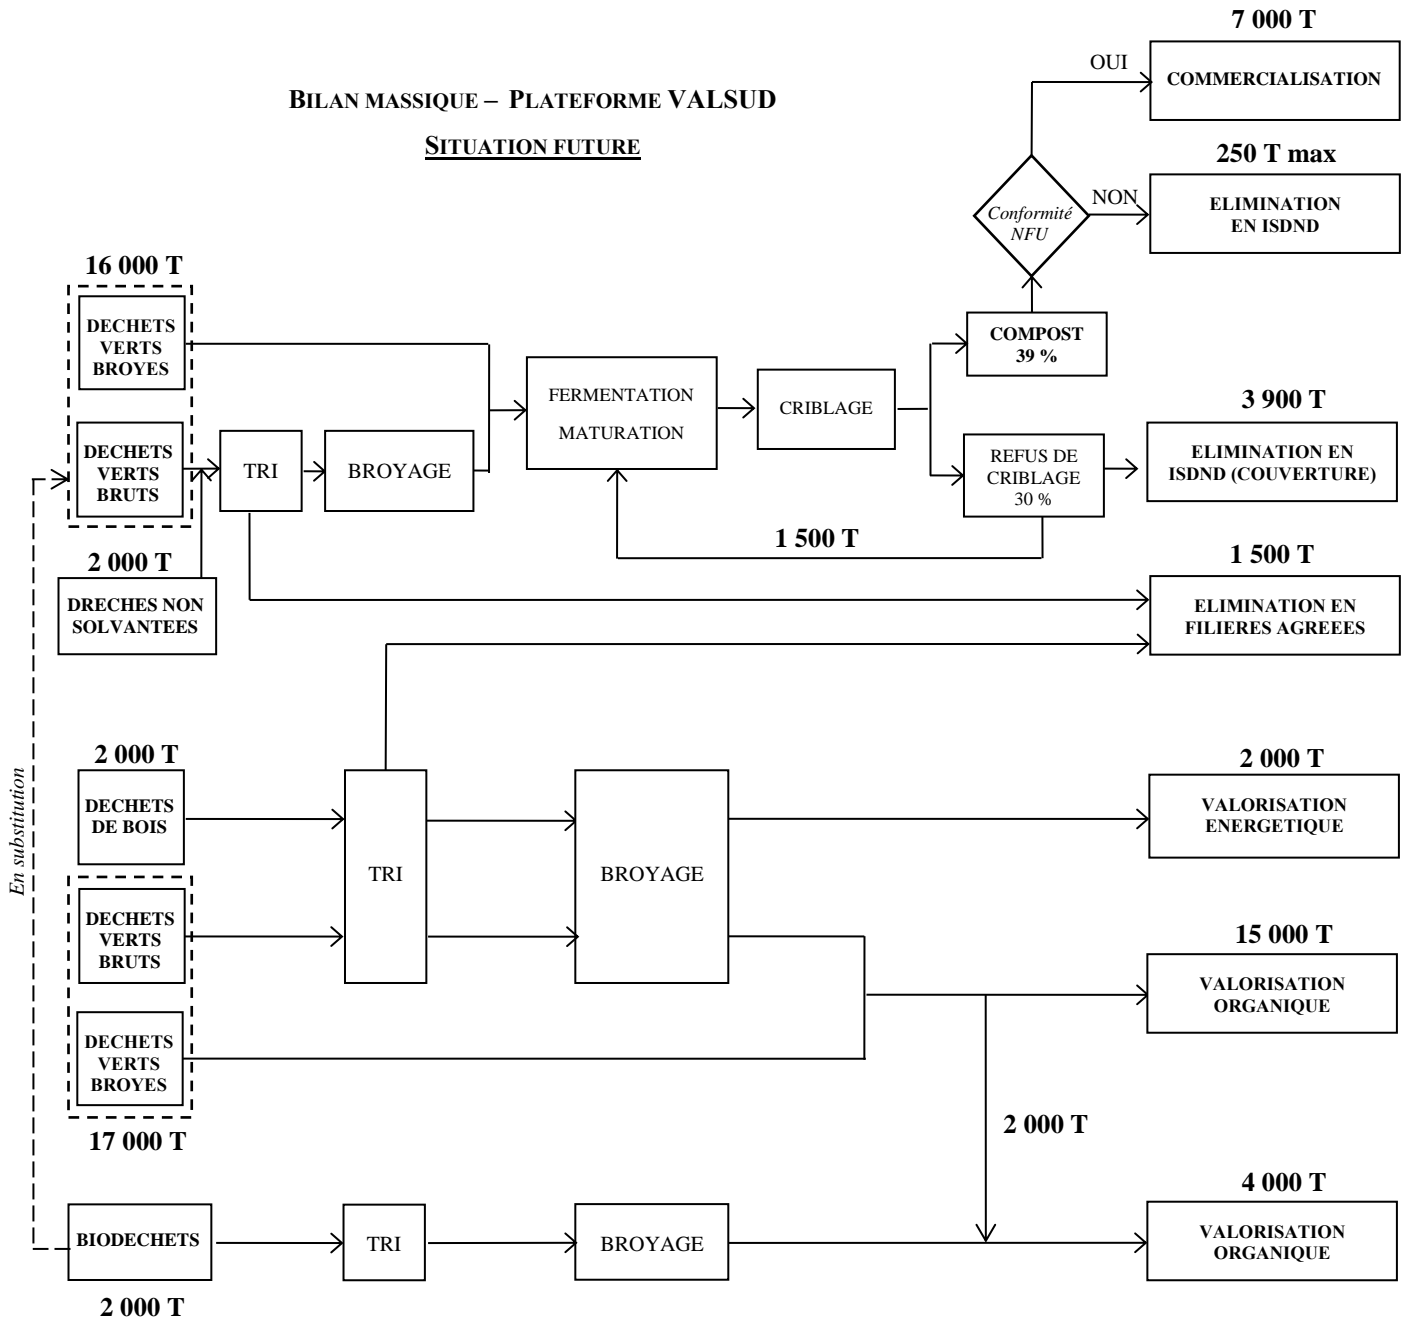 7 000 T
OUI
COMMERCIALISATION
BILAN MASSIQUE – PLATEFORME VALSUD
SITUATION FUTURE
250 T max
NON
ELIMINATION
EN ISDND
Conformité
NFU
16 000 T
DECHETS
VERTS
BROYES
COMPOST
39 %
FERMENTATION
MATURATION
CRIBLAGE
3 900 T
DECHETS
VERTS
BRUTS
TRI
BROYAGE
REFUS DE
CRIBLAGE
30 %
ELIMINATION EN
ISDND (COUVERTURE)
1 500 T
2 000 T
DRECHES NON
SOLVANTEES
1 500 T
ELIMINATION EN
FILIERES AGREEES
En substitution
2 000 T
DECHETS
DE BOIS
TRI
BROYAGE
2 000 T
VALORISATION
ENERGETIQUE
DECHETS
VERTS
BRUTS
15 000 T
VALORISATION
ORGANIQUE
DECHETS
VERTS
BROYES
17 000 T
2 000 T
4 000 T
BIODECHETS
TRI
BROYAGE
VALORISATION
ORGANIQUE
2 000 T